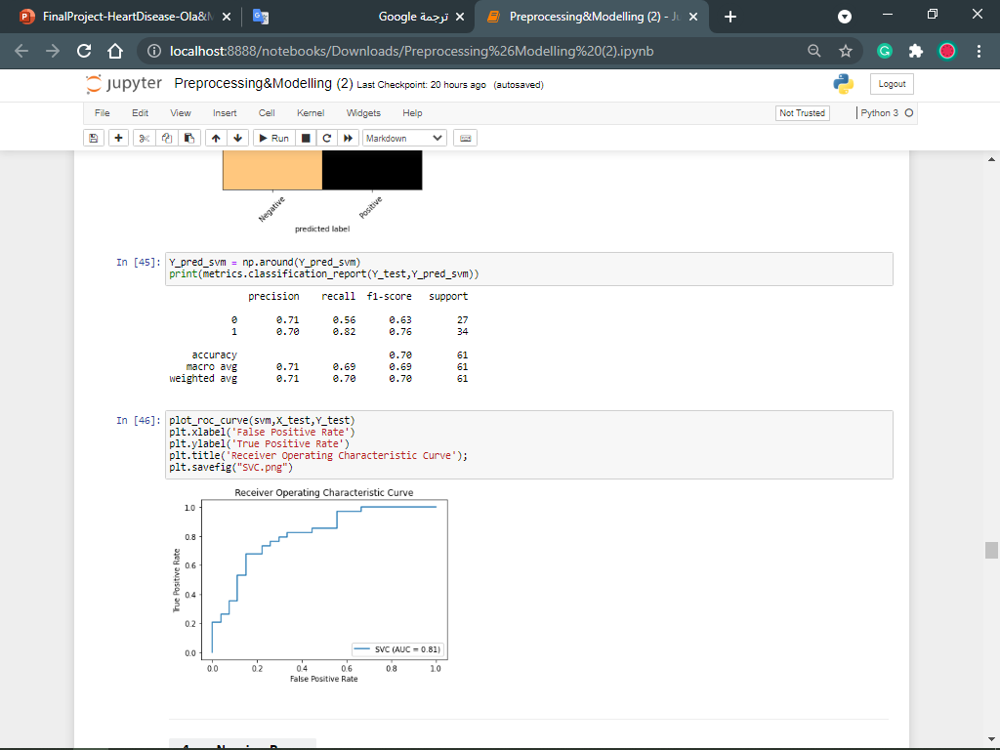 FinalProject-HeartDisease-Ola&
Google ترجمة
Preprocessing&Modelling (2) - J
localhost:8888/notebooks/Downloads/Preprocessing%26Modelling%20(2).ipynb
jupyter Preprocessing&Modelling (2) Last Checkpoint: 20 hours ago (autosaved)
Logout
File Edit View Insert Cell Kernel Widgets Help
Not Trusted
Python 3
Run
Markdown
Negative
Positive
predicted label
In [45]: Y_pred_svm = np.around(Y_pred_svm)
print(metrics.classification_report(Y_test,Y_pred_svm))
precision recall f1-score support
0 0.71 0.56 0.63 27
1 0.70 0.82 0.76 34
accuracy 0.70 61
macro avg 0.71 0.69 0.69 61
weighted avg 0.71 0.70 0.70 61
In [46]: plot_roc_curve(svm,X_test,Y_test)
plt.xlabel('False Positive Rate')
plt.ylabel('True Positive Rate')
plt.title('Receiver Operating Characteristic Curve');
plt.savefig("SVC.png")
Receiver Operating Characteristic Curve
1.0
0.8
0.6
0.4
0.2
0.0
True Positive Rate
SVC (AUC = 0.81)
0.0 0.2 0.4 0.6 0.8 1.0
False Positive Rate